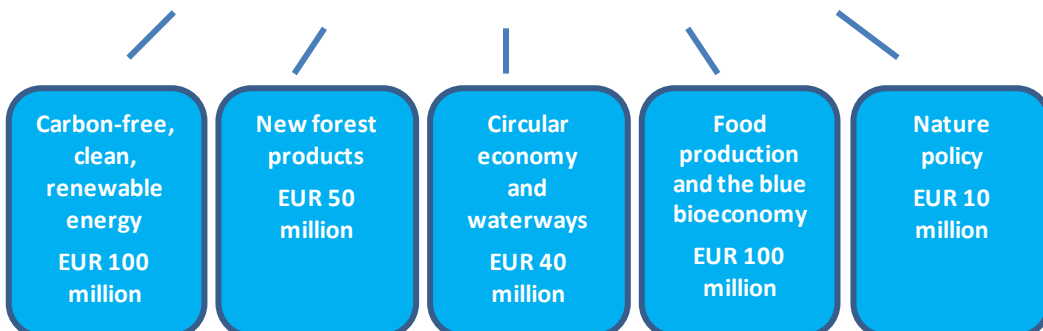 Carbon-free,
clean,
renewable
energy
EUR 100
million
New forest
products
EUR 50
million
Circular
economy
and
waterways
EUR 40
million
Food
production
and the blue
bioeconomy
EUR 100
million
Nature
policy
EUR 10
million